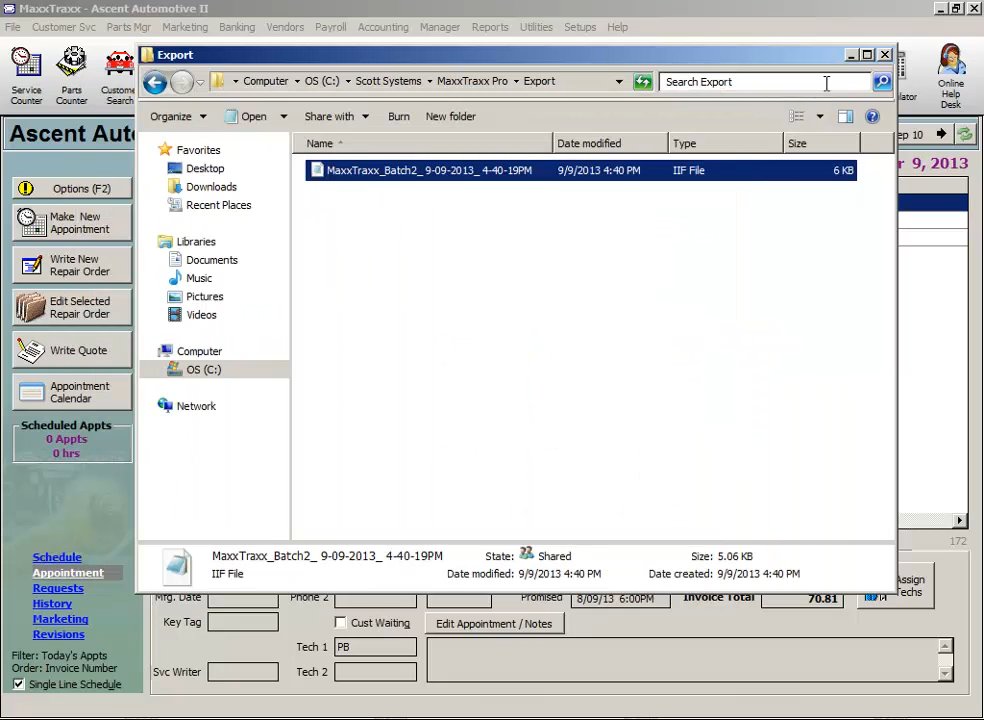 MaxxTraxx - Ascent Automotive II
File Customer Svc Parts Mgr Marketing Banking Vendors Payroll Accounting Manager Reports Utilities Setups Help
Export
Computer OS (C:) Scott Systems MaxxTraxx Pro Export
Search Export
Service Counter
Parts Counter
Search
Online Help Desk
Organize Open Share with Burn New folder
Ascent
ep 10
9, 2013
Name Date modified Type Size
Favorites
Desktop
Downloads
Recent Places
Libraries
Documents
Music
Pictures
Videos
Computer
OS (C:)
Network
MaxxTraxx_Batch2_ 9-09-2013_ 4-40-19PM 9/9/2013 4:40 PM IIF File 6 KB
Options (F2)
Make New Appointment
Write New Repair Order
Edit Selected Repair Order
Write Quote
Appointment Calendar
Scheduled Appts
0 Appts
0 hrs
172
MaxxTraxx_Batch2_ 9-09-2013_ 4-40-19PM State: Shared Size: 5.06 KB
IIF File Date modified: 9/9/2013 4:40 PM Date created: 9/9/2013 4:40 PM
Schedule
Appointment
Requests
History
Marketing
Revisions
Filter: Today's Appts
Order: Invoice Number
Single Line Schedule
Assign Techs
Mfg. Date Phone 2 Promised 8/09/13 6:00PM Invoice Total 70.81
Key Tag Cust Waiting Edit Appointment / Notes
Tech 1 PB
Svc Writer Tech 2